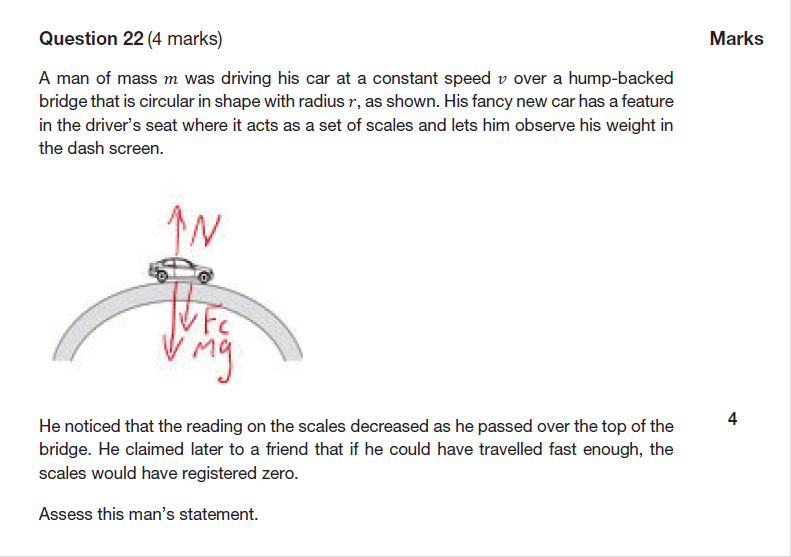 Question 22 (4 marks) Marks
A man of mass m was driving his car at a constant speed v over a hump-backed
bridge that is circular in shape with radius r, as shown. His fancy new car has a feature
in the driver's seat where it acts as a set of scales and lets him observe his weight in
the dash screen.
N
Fc
Mg
He noticed that the reading on the scales decreased as he passed over the top of the 4
bridge. He claimed later to a friend that if he could have travelled fast enough, the
scales would have registered zero.
Assess this man's statement.